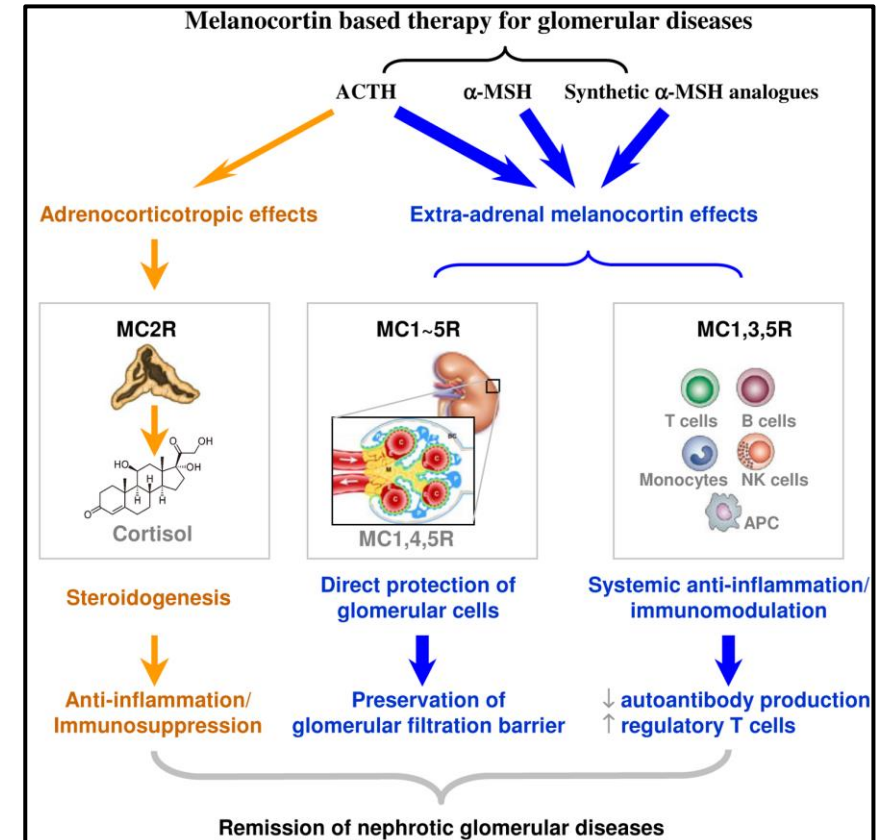 Melanocortin based therapy for glomerular diseases
ACTH
α-MSH
Synthetic α-MSH analogues
Adrenocorticotropic effects
Extra-adrenal melanocortin effects
MC2R
MC1~5R
MC1,3,5R
T cells
B cells
Monocytes
NK cells
APC
O
OH
HO
OH
H
H
H
O
Cortisol
BC
C
C
M
C
C
MC1,4,5R
Steroidogenesis
Direct protection of
glomerular cells
Systemic anti-inflammation/
immunomodulation
Anti-inflammation/
Immunosuppression
Preservation of
glomerular filtration barrier
↓ autoantibody production
↑ regulatory T cells
Remission of nephrotic glomerular diseases